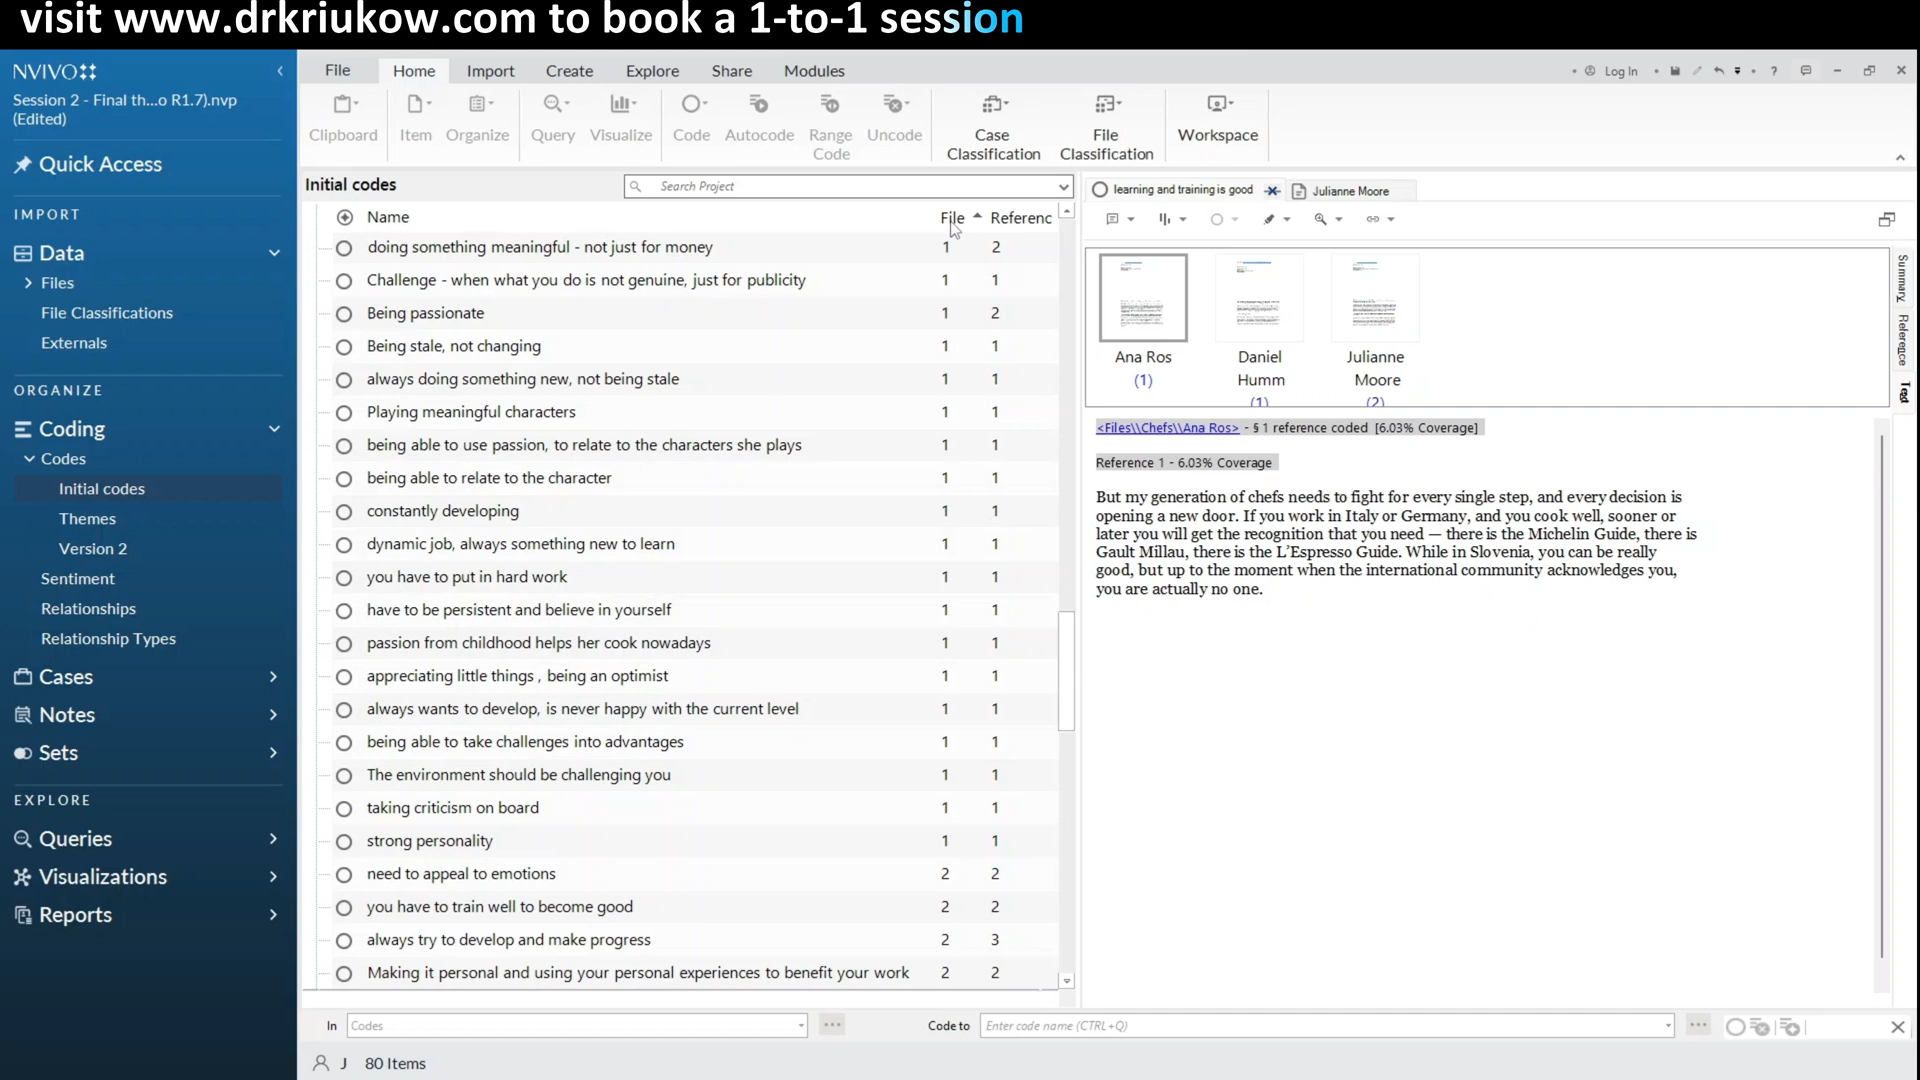 visit www.drkriukow.com to book a 1-to-1 session
NVIVO
Session 2 - Final th...o R1.7).nvp
(Edited)
Quick Access
IMPORT
Data
Files
File Classifications
Externals
ORGANIZE
Coding
Codes
Initial codes
Themes
Version 2
Sentiment
Relationships
Relationship Types
Cases
Notes
Sets
EXPLORE
Queries
Visualizations
Reports
File Home Import Create Explore Share Modules
Log In ?
Clipboard Item Organize Query Visualize Code Autocode Range Code Uncode Case Classification File Classification Workspace
Initial codes
Search Project
Name File Referenc
doing something meaningful - not just for money 1 2
Challenge - when what you do is not genuine, just for publicity 1 1
Being passionate 1 2
Being stale, not changing 1 1
always doing something new, not being stale 1 1
Playing meaningful characters 1 1
being able to use passion, to relate to the characters she plays 1 1
being able to relate to the character 1 1
constantly developing 1 1
dynamic job, always something new to learn 1 1
you have to put in hard work 1 1
have to be persistent and believe in yourself 1 1
passion from childhood helps her cook nowadays 1 1
appreciating little things , being an optimist 1 1
always wants to develop, is never happy with the current level 1 1
being able to take challenges into advantages 1 1
The environment should be challenging you 1 1
taking criticism on board 1 1
strong personality 1 1
need to appeal to emotions 2 2
you have to train well to become good 2 2
always try to develop and make progress 2 3
Making it personal and using your personal experiences to benefit your work 2 2
learning and training is good
Julianne Moore
Ana Ros
(1)
Daniel
Humm
(1)
Julianne
Moore
(2)
Summary
Reference
Text
<Files\\Chefs\\Ana Ros> - § 1 reference coded [6.03% Coverage]
Reference 1 - 6.03% Coverage
But my generation of chefs needs to fight for every single step, and every decision is
opening a new door. If you work in Italy or Germany, and you cook well, sooner or
later you will get the recognition that you need — there is the Michelin Guide, there is
Gault Millau, there is the L'Espresso Guide. While in Slovenia, you can be really
good, but up to the moment when the international community acknowledges you,
you are actually no one.
In Codes
Code to Enter code name (CTRL+Q)
J 80 Items